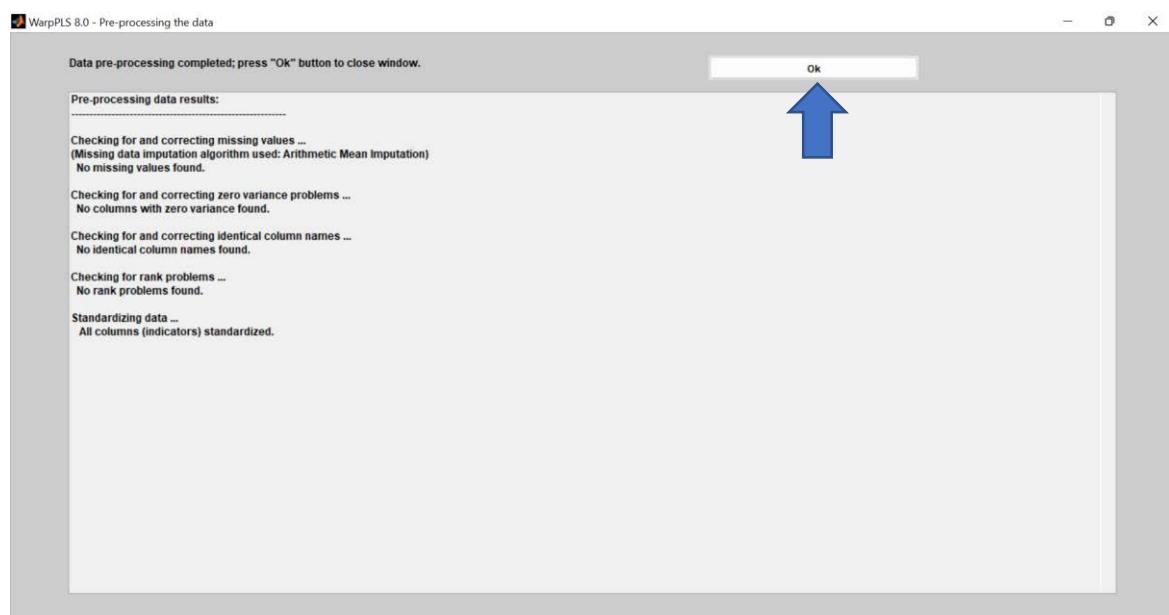 WarpPLS 8.0 - Pre-processing the data
Data pre-processing completed; press "Ok" button to close window.
Ok
Pre-processing data results:
------------------------------------------------------------
Checking for and correcting missing values ...
(Missing data imputation algorithm used: Arithmetic Mean Imputation)
No missing values found.
Checking for and correcting zero variance problems ...
No columns with zero variance found.
Checking for and correcting identical column names ...
No identical column names found.
Checking for rank problems ...
No rank problems found.
Standardizing data ...
All columns (indicators) standardized.